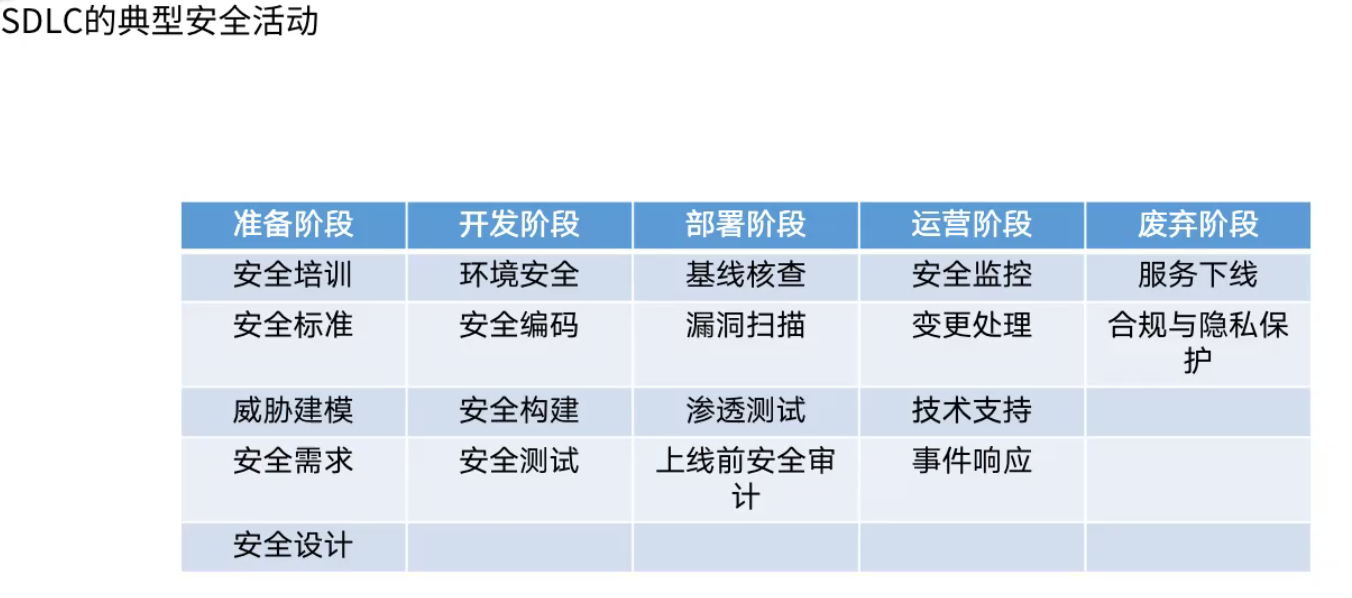 SDLC的典型安全活动
准备阶段 开发阶段 部署阶段 运营阶段 废弃阶段
安全培训 环境安全 基线核查 安全监控 服务下线
安全标准 安全编码 漏洞扫描 变更处理 合规与隐私保
护
威胁建模 安全构建 渗透测试 技术支持
安全需求 安全测试 上线前安全审 事件响应
计
安全设计